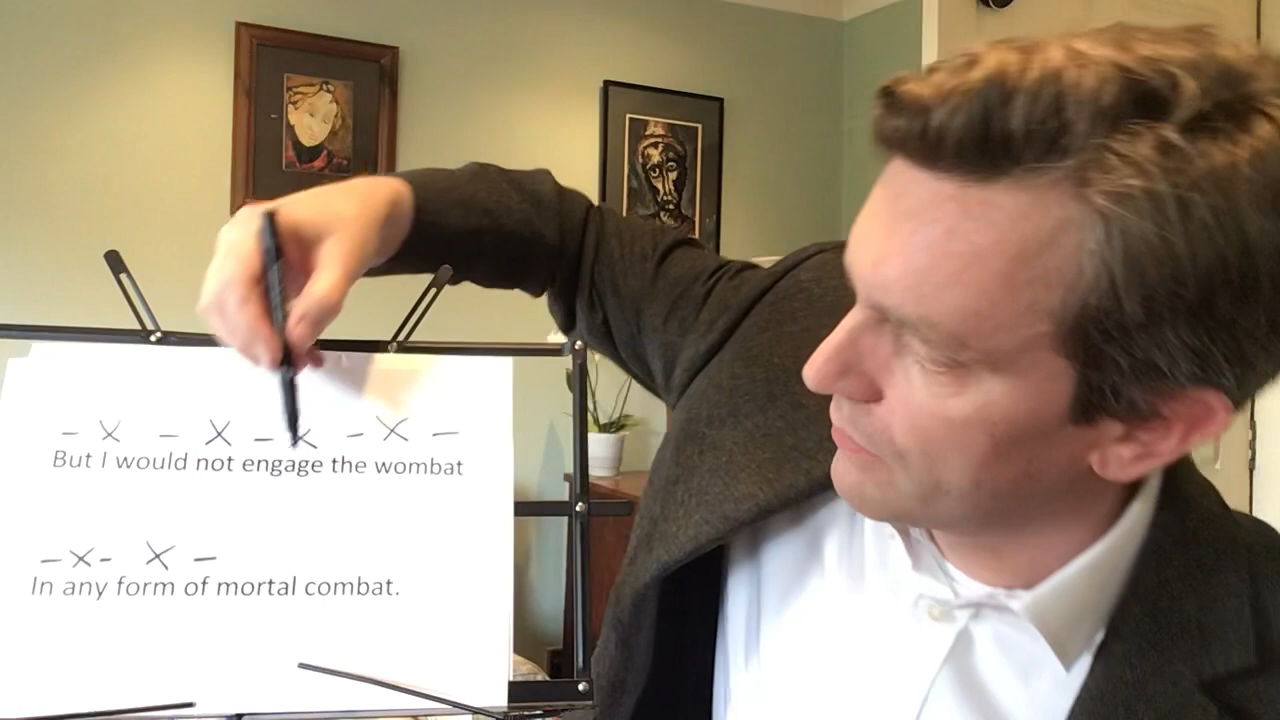 – X – X – X – X –
But I would not engage the wombat
– X – X –
In any form of mortal combat.